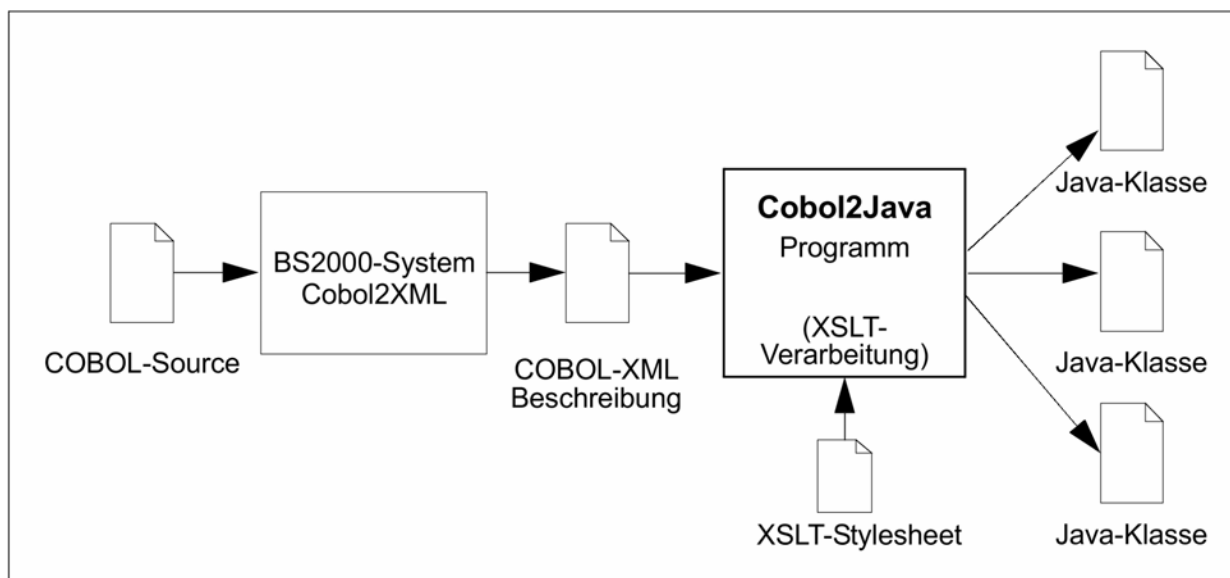 COBOL-Source
BS2000-System
Cobol2XML
COBOL-XML
Beschreibung
Cobol2Java
Programm
(XSLT-
Verarbeitung)
XSLT-Stylesheet
Java-Klasse
Java-Klasse
Java-Klasse